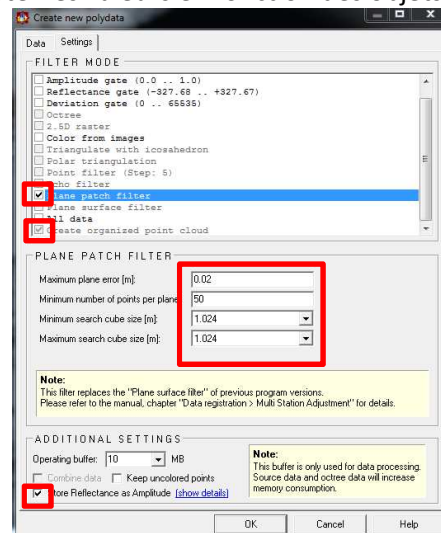 Create new polydata
Data Settings
FILTER MODE
Amplitude gate (0.0 .. 1.0)
Reflectance gate (-327.68 .. +327.67)
Deviation gate (0 .. 65535)
Octree
2.5D raster
Color from images
Triangulate with icosahedron
Polar triangulation
Point filter (Step: 5)
Echo filter
Plane patch filter
Plane surface filter
All data
Create organized point cloud
PLANE PATCH FILTER
Maximum plane error [m]: 0.02
Minimum number of points per plane 50
Minimum search cube size [m]: 1.024
Maximum search cube size [m]: 1.024
Note:
This filter replaces the "Plane surface filter" of previous program versions.
Please refer to the manual, chapter "Data registration > Multi Station Adjustment" for details.
ADDITIONAL SETTINGS
Operating buffer: 10 MB
Combine data Keep uncolored points
Store Reflectance as Amplitude (show details)
Note:
This buffer is only used for data processing.
Source data and octree data will increase
memory consumption.
OK Cancel Help